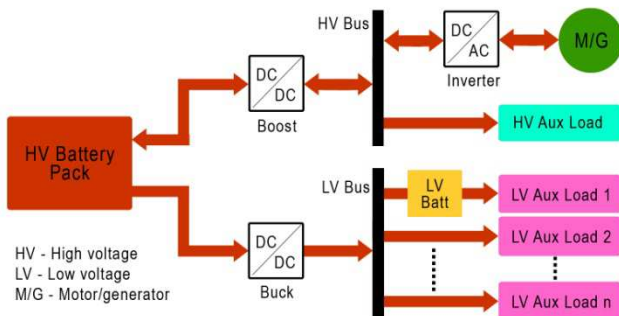 HV Bus
DC
AC
Inverter
M/G
DC
DC
Boost
HV Aux Load
HV Battery
Pack
LV Bus
LV
Batt
LV Aux Load 1
DC
DC
Buck
LV Aux Load 2
LV Aux Load n
HV - High voltage
LV - Low voltage
M/G - Motor/generator